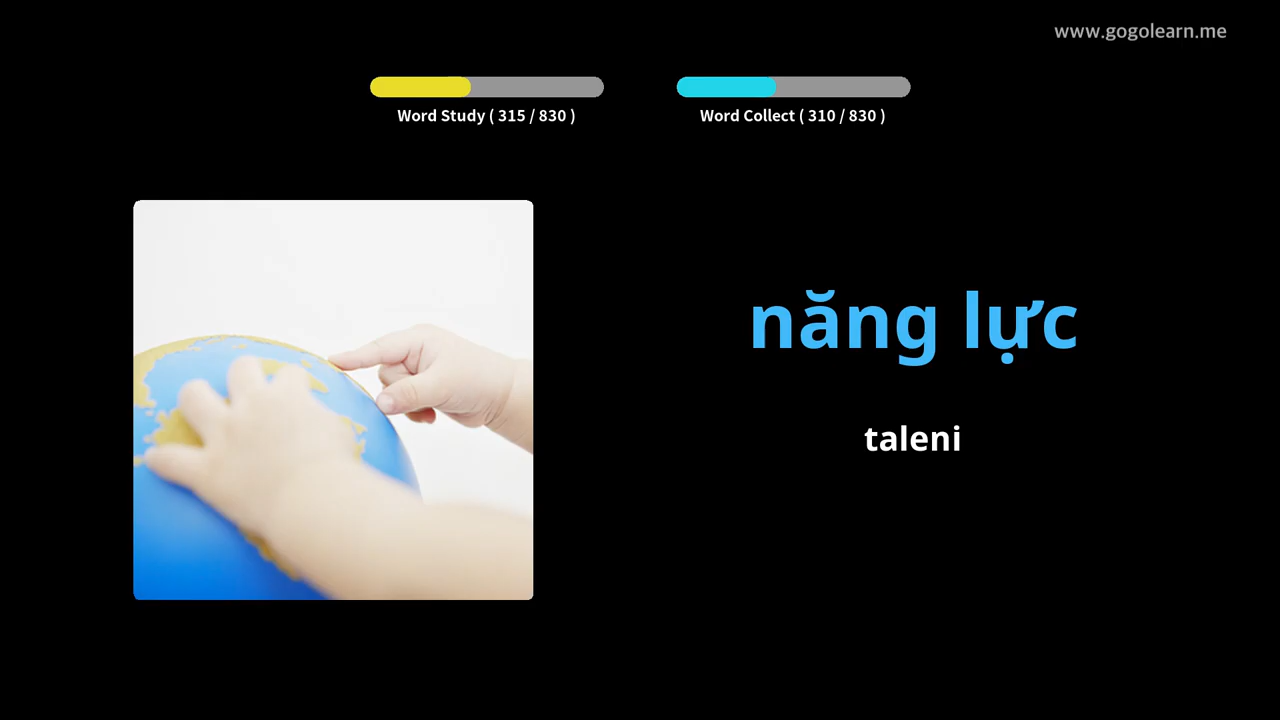 www.gogolearn.me
Word Study ( 315 / 830 )
Word Collect ( 310 / 830 )
năng lực
taleni